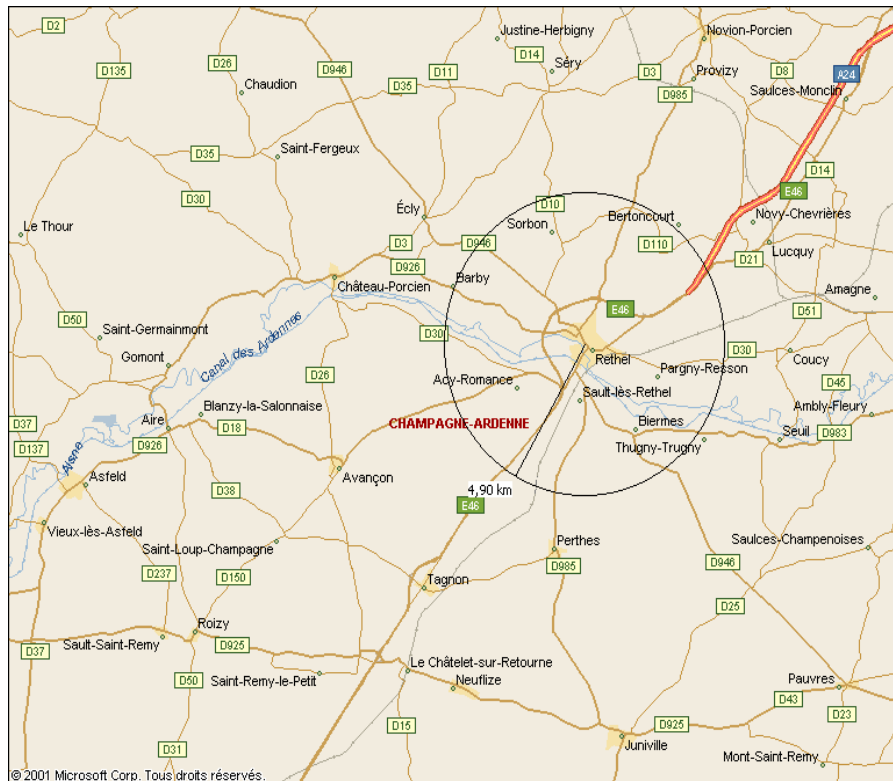 D2
Justine-Herbigny
Novion-Porcien
D26
D946
D14
D135
D11
Séry
D3
Provizy
D8
A24
Chaudion
D35
D985
Saulces-Monclin
D35
Saint-Fergeux
D14
D30
E46
Écly
D10
Bertoncourt
Novy-Chevrières
Le Thour
Sorbon
D3
D946
D110
Lucquy
D926
D21
Château-Porcien
Barby
Amagne
Canal des Ardennes
E46
D51
D50
Saint-Germainmont
D30
Gomont
Rethel
D30
Coucy
D26
Acy-Romance
Pargny-Resson
D45
Sault-lès-Rethel
Blanzy-la-Salonnaise
Ambly-Fleury
D37
Aire
CHAMPAGNE-ARDENNE
Biermes
D18
D983
D137
D926
Thugny-Trugny
Seuil
Aisne
Avançon
Asfeld
D38
4,90 km
E46
Vieux-lès-Asfeld
Saint-Loup-Champagne
Perthes
Saulces-Champenoises
D237
D150
D985
D946
Tagnon
D25
Roizy
Sault-Saint-Remy
D925
D37
Le Châtelet-sur-Retourne
D50
Saint-Remy-le-Petit
Neuflize
Pauvres
D43
D15
D925
D23
D31
Juniville
Mont-Saint-Remy
© 2001 Microsoft Corp. Tous droits réservés.